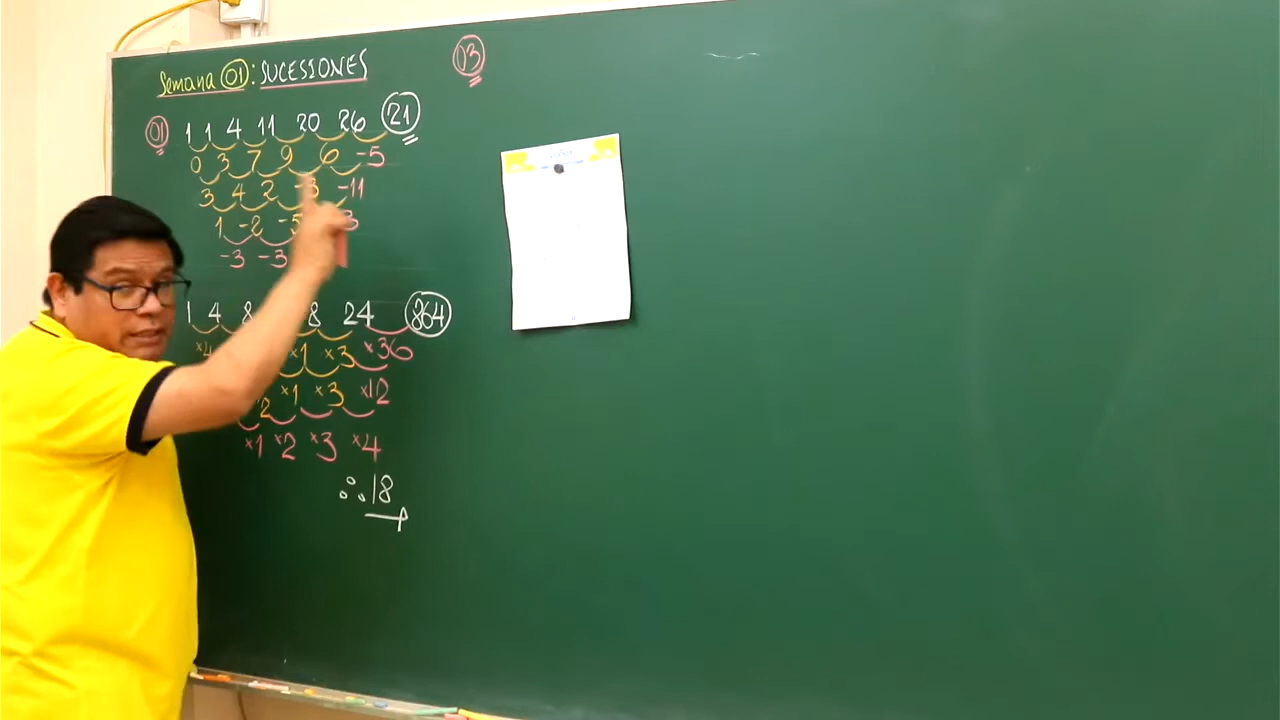 Semana 01: SUCESIONES
01 1 1 4 11 20 26 21
0 3 7 9 6 -5
3 4 2 -3 -11
1 -2 -5
-3 -3
1 4 8 8 24 864
×4 ×1 ×3 ×36
2 ×1 ×3 ×12
×1 ×2 ×3 ×4
∴ 18
03